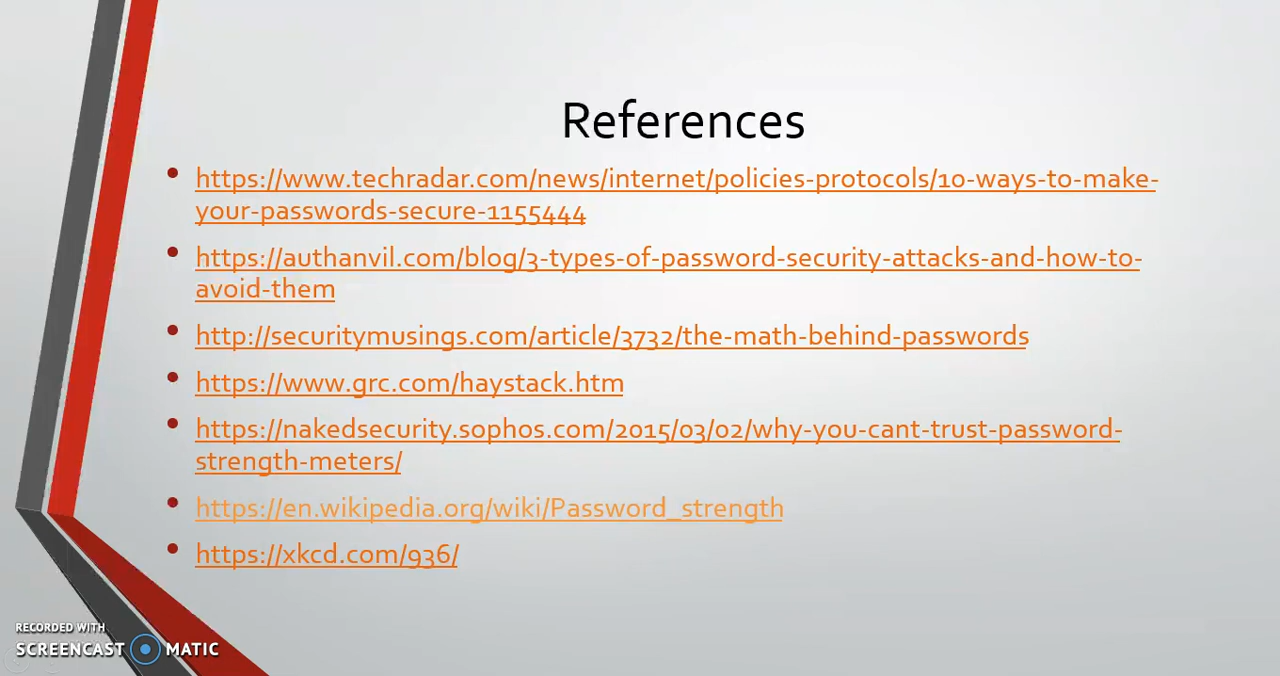 References
https://www.techradar.com/news/internet/policies-protocols/10-ways-to-make-
your-passwords-secure-1155444
https://authanvil.com/blog/3-types-of-password-security-attacks-and-how-to-
avoid-them
http://securitymusings.com/article/3732/the-math-behind-passwords
https://www.grc.com/haystack.htm
https://nakedsecurity.sophos.com/2015/03/02/why-you-cant-trust-password-
strength-meters/
https://en.wikipedia.org/wiki/Password_strength
https://xkcd.com/936/
RECORDED WITH
SCREENCAST MATIC